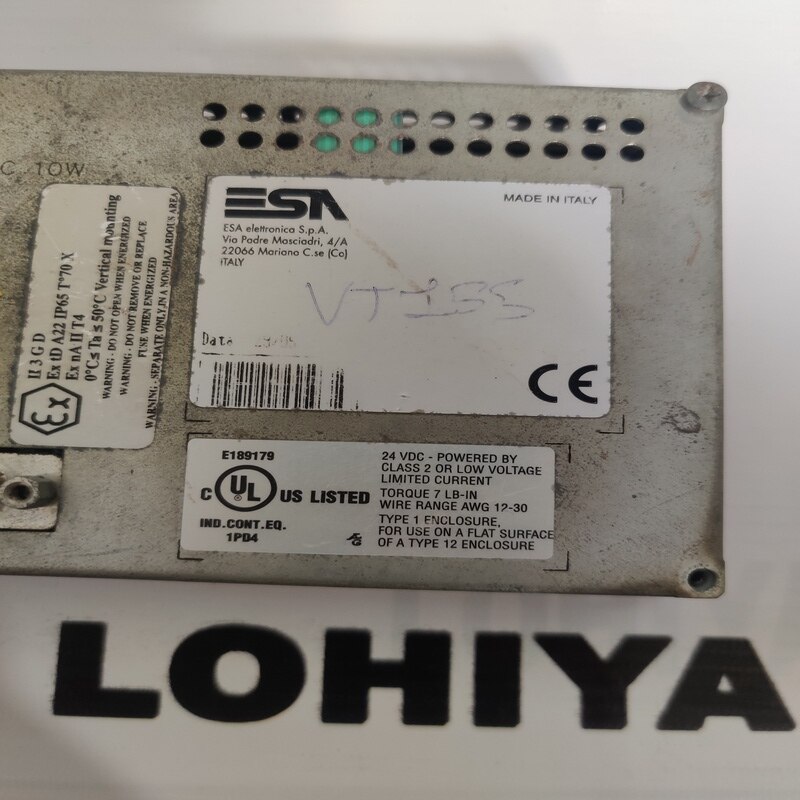 C 10W
II 3 G D
Ex tD A22 IP65 T°70 X
Ex nA II T4
0°C≤ Ta ≤ 50°C Vertical mounting
WARNING - DO NOT OPEN WHEN ENERGIZED
WARNING - DO NOT REMOVE OR REPLACE
FUSE WHEN ENERGIZED
WARNING - SEPARATE ONLY IN A NON-HAZARDOUS AREA
Ex
ESA
MADE IN ITALY
ESA elettronica S.p.A.
Via Padre Masciadri, 4/A
22066 Mariano C.se (Co)
ITALY
VT155
Data
CE
E189179
C UL US LISTED
IND.CONT.EQ.
1PD4
24 VDC - POWERED BY
CLASS 2 OR LOW VOLTAGE
LIMITED CURRENT
TORQUE 7 LB-IN
WIRE RANGE AWG 12-30
TYPE 1 ENCLOSURE,
FOR USE ON A FLAT SURFACE
OF A TYPE 12 ENCLOSURE
LOHIYA